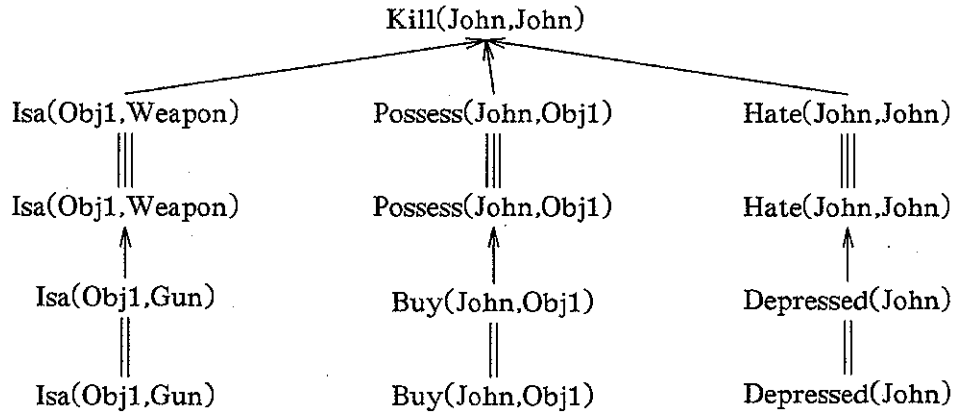 Kill(John,John)
Isa(Obj1,Weapon) Possess(John,Obj1) Hate(John,John)
Isa(Obj1,Weapon) Possess(John,Obj1) Hate(John,John)
Isa(Obj1,Gun) Buy(John,Obj1) Depressed(John)
Isa(Obj1,Gun) Buy(John,Obj1) Depressed(John)